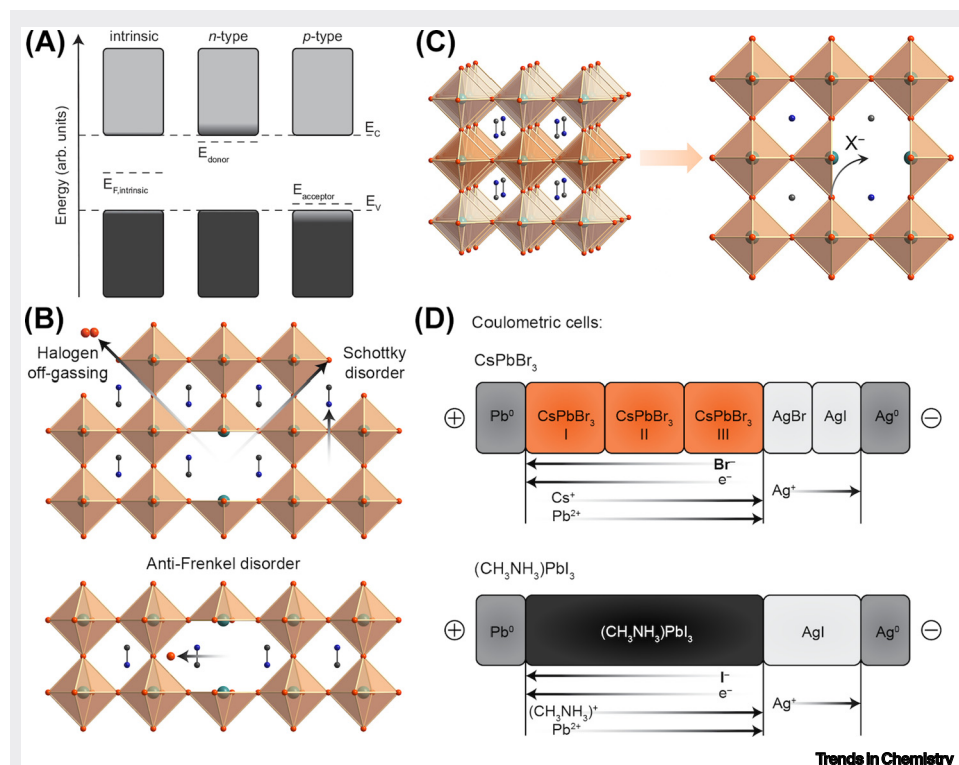 (A)
intrinsic
n-type
p-type
Energy (arb. units)
E_C
E_donor
E_F,intrinsic
E_acceptor
E_V
(C)
X⁻
(B)
Halogen
off-gassing
Schottky
disorder
Anti-Frenkel disorder
(D)
Coulometric cells:
CsPbBr₃
+
Pb⁰
CsPbBr₃
I
CsPbBr₃
II
CsPbBr₃
III
AgBr
AgI
Ag⁰
−
Br⁻
e⁻
Cs⁺
Pb²⁺
Ag⁺
(CH₃NH₃)PbI₃
+
Pb⁰
(CH₃NH₃)PbI₃
AgI
Ag⁰
−
I⁻
e⁻
(CH₃NH₃)⁺
Pb²⁺
Ag⁺
Trends in Chemistry